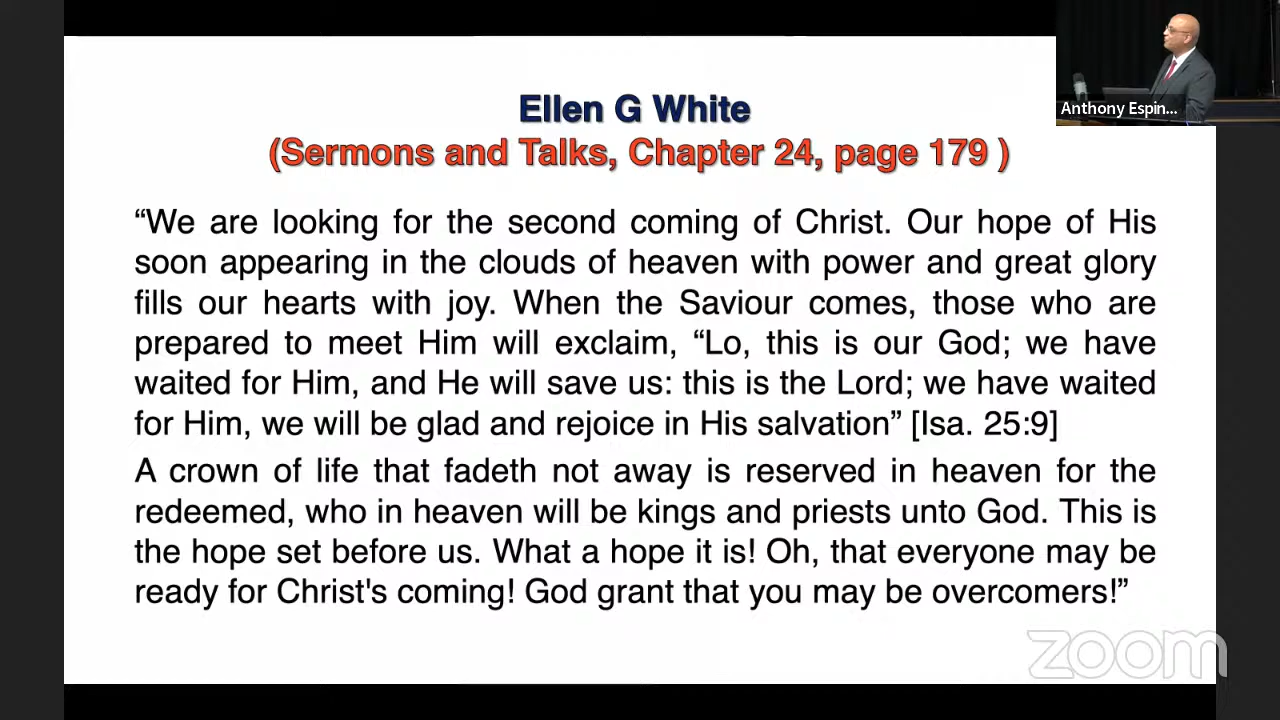 Ellen G White
(Sermons and Talks, Chapter 24, page 179 )
“We are looking for the second coming of Christ. Our hope of His
soon appearing in the clouds of heaven with power and great glory
fills our hearts with joy. When the Saviour comes, those who are
prepared to meet Him will exclaim, “Lo, this is our God; we have
waited for Him, and He will save us: this is the Lord; we have waited
for Him, we will be glad and rejoice in His salvation” [Isa. 25:9]
A crown of life that fadeth not away is reserved in heaven for the
redeemed, who in heaven will be kings and priests unto God. This is
the hope set before us. What a hope it is! Oh, that everyone may be
ready for Christ's coming! God grant that you may be overcomers!”
Anthony Espin...
zoom